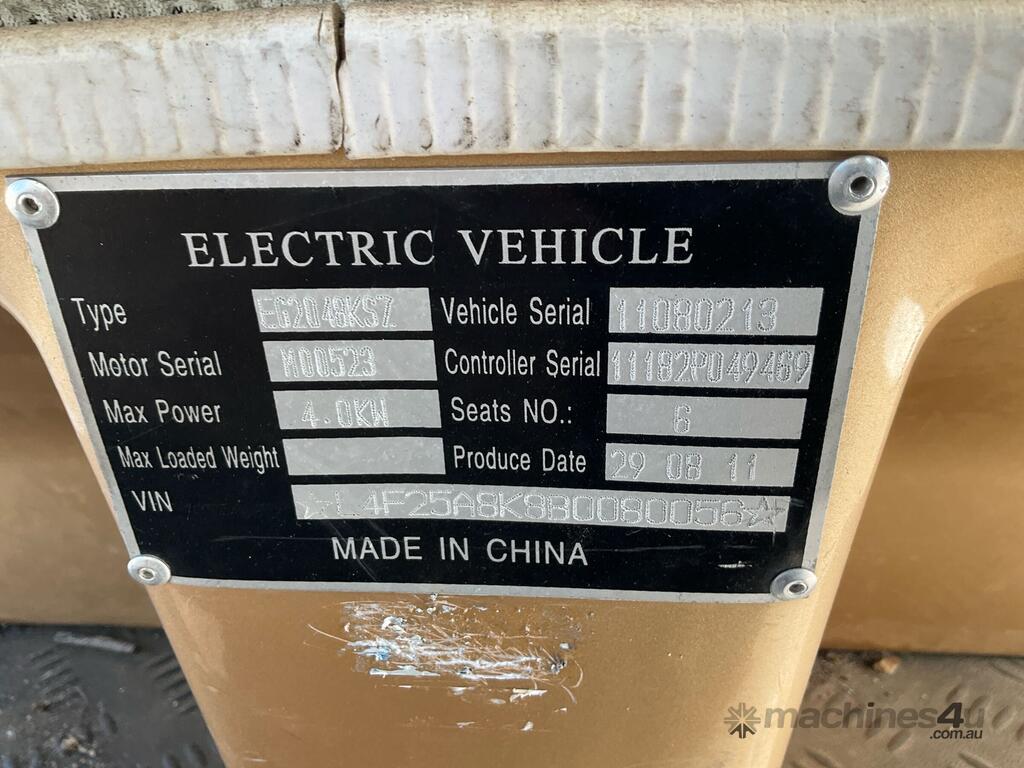 ELECTRIC VEHICLE
Type EG2048KSZ Vehicle Serial 11080213
Motor Serial M00523 Controller Serial 11182P049469
Max Power 4.0KW Seats NO.: 6
Max Loaded Weight Produce Date 29 08 11
VIN ☆L4F25A8K8B0080056☆
MADE IN CHINA
machines4u
.com.au